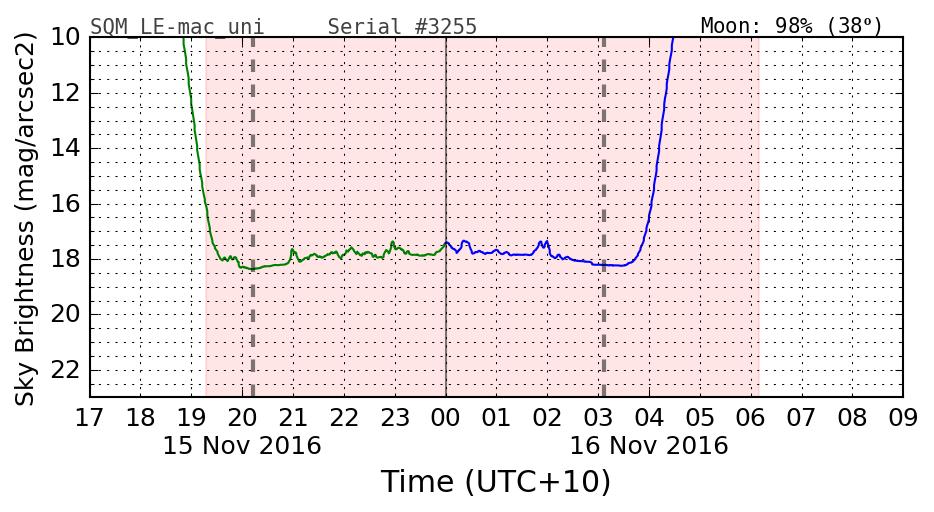 SQM_LE-mac_uni Serial #3255 Moon: 98% (38°)
Sky Brightness (mag/arcsec2)
10
12
14
16
18
20
22
17 18 19 20 21 22 23 00 01 02 03 04 05 06 07 08 09
15 Nov 2016 16 Nov 2016
Time (UTC+10)